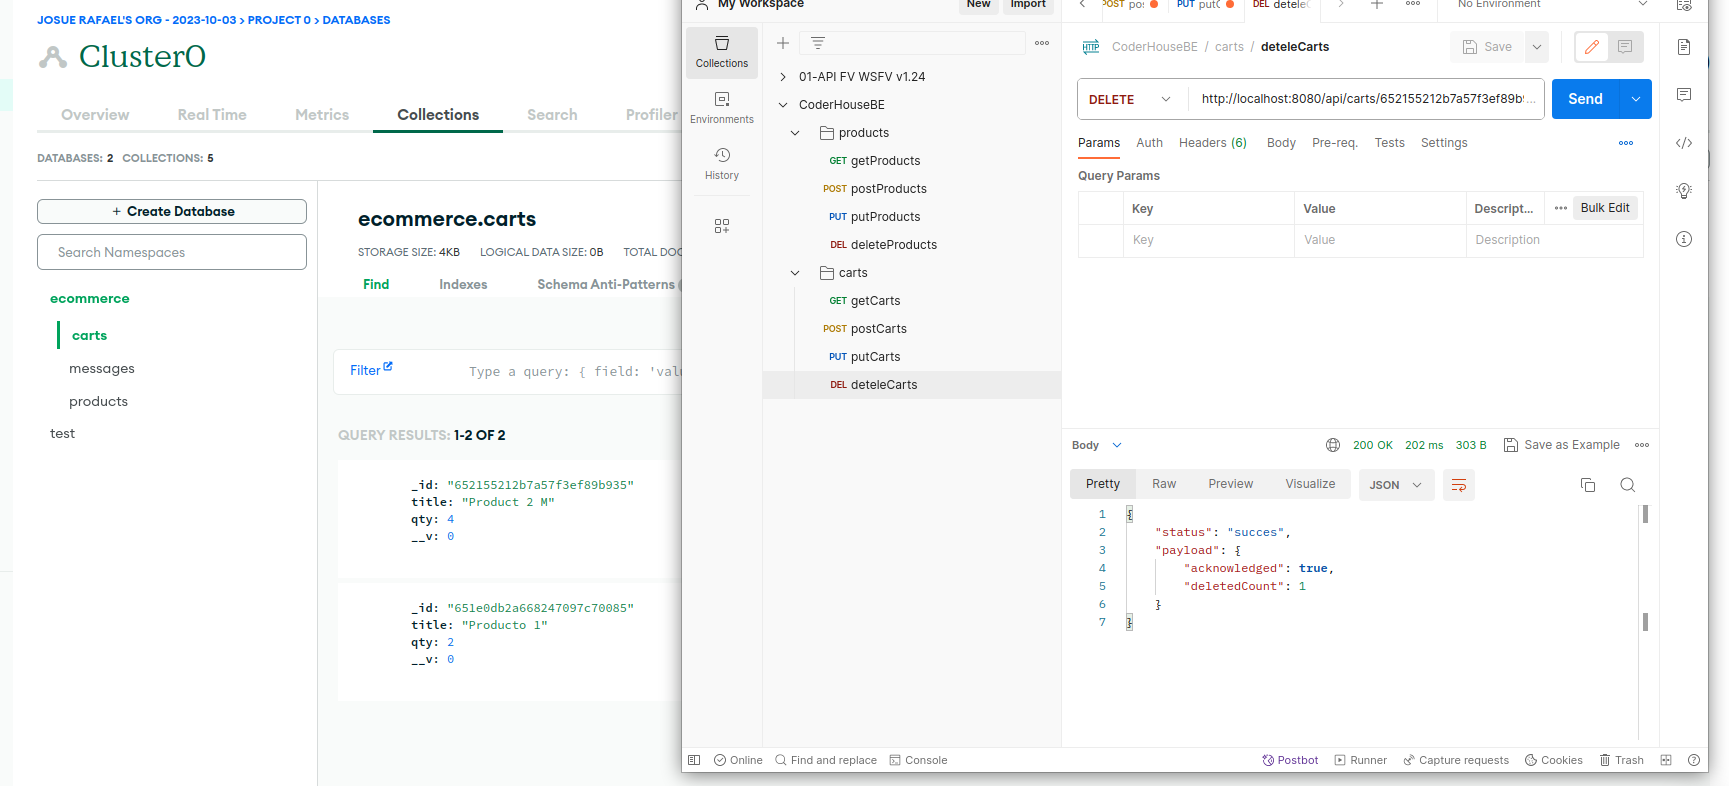 JOSUE RAFAEL'S ORG - 2023-10-03 > PROJECT 0 > DATABASES
Cluster0
Overview
Real Time
Metrics
Collections
Search
Profiler
DATABASES: 2 COLLECTIONS: 5
+ Create Database
Search Namespaces
ecommerce
carts
messages
products
test
ecommerce.carts
STORAGE SIZE: 4KB LOGICAL DATA SIZE: 0B TOTAL DOC
Find
Indexes
Schema Anti-Patterns
Filter
Type a query: { field: 'valu
QUERY RESULTS: 1-2 OF 2
_id: "652155212b7a57f3ef89b935"
title: "Product 2 M"
qty: 4
__v: 0
_id: "651e0db2a668247097c70085"
title: "Producto 1"
qty: 2
__v: 0
My Workspace
New
Import
Collections
Environments
History
01-API FV WSFV v1.24
CoderHouseBE
products
GET getProducts
POST postProducts
PUT putProducts
DEL deleteProducts
carts
GET getCarts
POST postCarts
PUT putCarts
DEL deteleCarts
POST pos
PUT putC
DEL detele
No Environment
HTTP CoderHouseBE / carts / deteleCarts
Save
DELETE
http://localhost:8080/api/carts/652155212b7a57f3ef89b...
Send
Params
Auth
Headers (6)
Body
Pre-req.
Tests
Settings
Query Params
Key
Value
Descript...
Bulk Edit
Key
Value
Description
Body
200 OK 202 ms 303 B
Save as Example
Pretty
Raw
Preview
Visualize
JSON
1 {
2 "status": "succes",
3 "payload": {
4 "acknowledged": true,
5 "deletedCount": 1
6 }
7 }
Online
Find and replace
Console
Postbot
Runner
Capture requests
Cookies
Trash